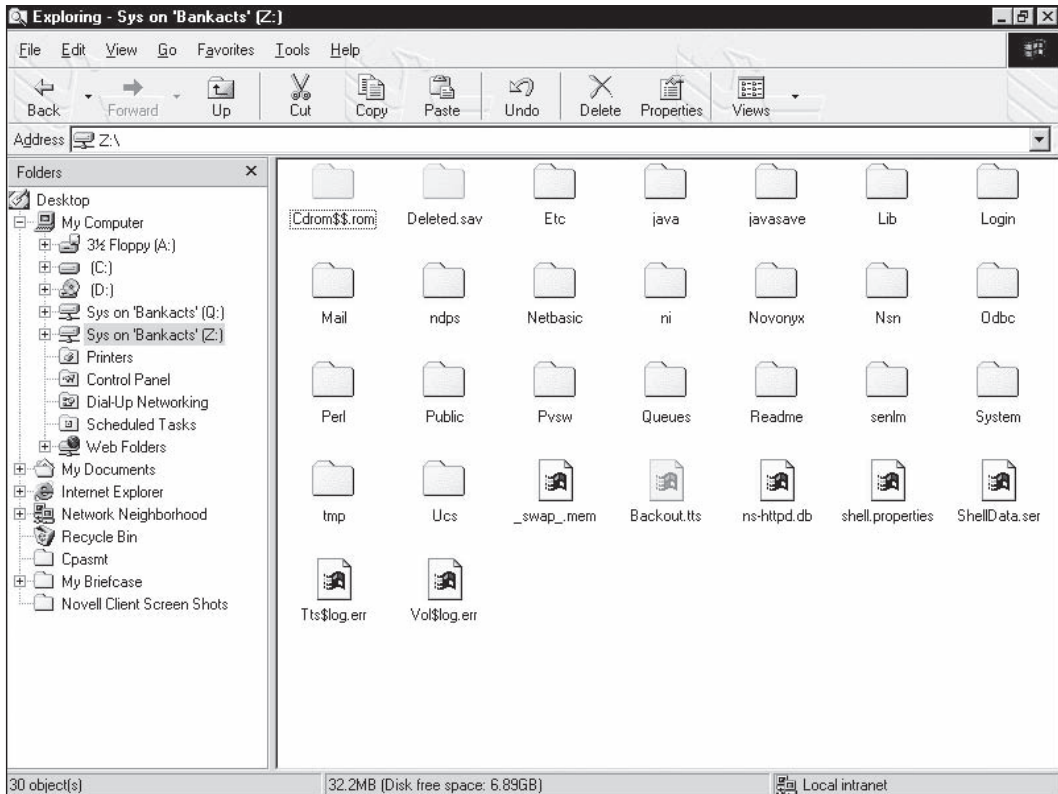 Exploring - Sys on 'Bankacts' (Z:)
File Edit View Go Favorites Tools Help
Back Forward Up Cut Copy Paste Undo Delete Properties Views
Address Z:\
Folders
Desktop
My Computer
3½ Floppy (A:)
(C:)
(D:)
Sys on 'Bankacts' (Q:)
Sys on 'Bankacts' (Z:)
Printers
Control Panel
Dial-Up Networking
Scheduled Tasks
Web Folders
My Documents
Internet Explorer
Network Neighborhood
Recycle Bin
Cpasmt
My Briefcase
Novell Client Screen Shots
Cdrom$$.rom Deleted.sav Etc java javasave Lib Login
Mail ndps Netbasic ni Novonyx Nsn Odbc
Perl Public Pvsw Queues Readme senlm System
tmp Ucs _swap_.mem Backout.tts ns-httpd.db shell.properties ShellData.ser
Tts$log.err Vol$log.err
30 object(s) 32.2MB (Disk free space: 6.89GB) Local intranet